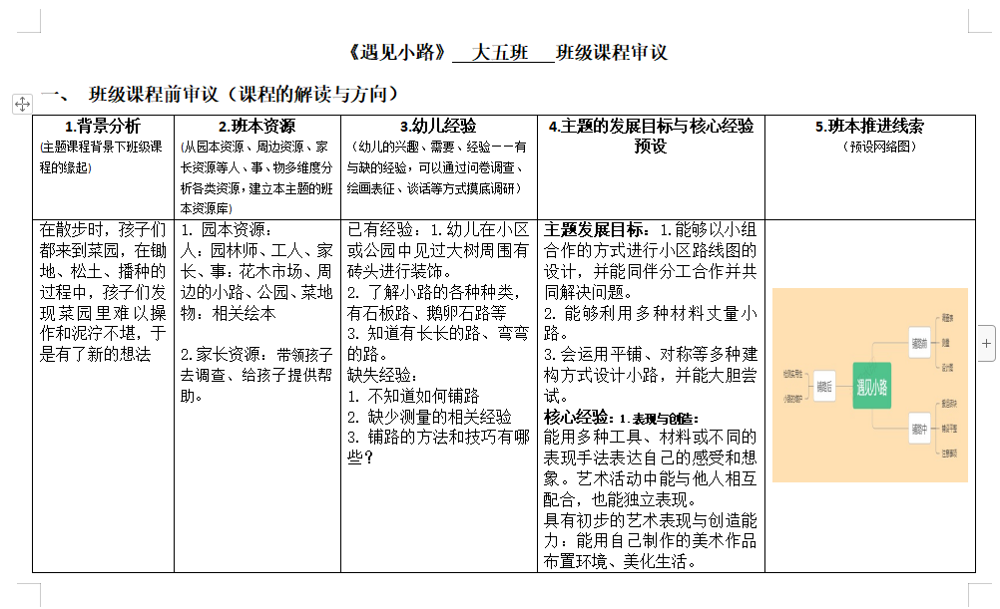 《遇见小路》 大五班 班级课程审议
一、 班级课程前审议（课程的解读与方向）
1.背景分析
(主题课程背景下班级课
程的缘起)
2.班本资源
(从园本资源、周边资源、家
长资源等人、事、物多维度分
析各类资源,建立本主题的班
本资源库)
3.幼儿经验
（幼儿的兴趣、需要、经验——有
与缺的经验，可以通过问卷调查、
绘画表征、谈话等方式摸底调研）
4.主题的发展目标与核心经验
预设
5.班本推进线索
（预设网络图）
在散步时，孩子们
都来到菜园，在锄
地、松土、播种的
过程中，孩子们发
现菜园里难以操
作和泥泞不堪，于
是有了新的想法
1. 园本资源：
人：园林师、工人、家
长、事：花木市场、周
边的小路、公园、菜地
物：相关绘本
2.家长资源：带领孩子
去调查、给孩子提供帮
助。
已有经验：1.幼儿在小区
或公园中见过大树周围有
砖头进行装饰。
2. 了解小路的各种种类，
有石板路、鹅卵石路等
3. 知道有长长的路、弯弯
的路。
缺失经验：
1. 不知道如何铺路
2. 缺少测量的相关经验
3. 铺路的方法和技巧有哪
些？
主题发展目标：1.能够以小组
合作的方式进行小区路线图的
设计，并能同伴分工合作并共
同解决问题。
2. 能够利用多种材料丈量小
路。
3.会运用平铺、对称等多种建
构方式设计小路，并能大胆尝
试。
核心经验：1.表现与创造：
能用多种工具、材料或不同的
表现手法表达自己的感受和想
象。艺术活动中能与他人相互
配合，也能独立表现。
具有初步的艺术表现与创造能
力：能用自己制作的美术作品
布置环境、美化生活。
遇见小路
铺路前
测量
设计图
铺路中
注意事项
铺路后
小路的维护